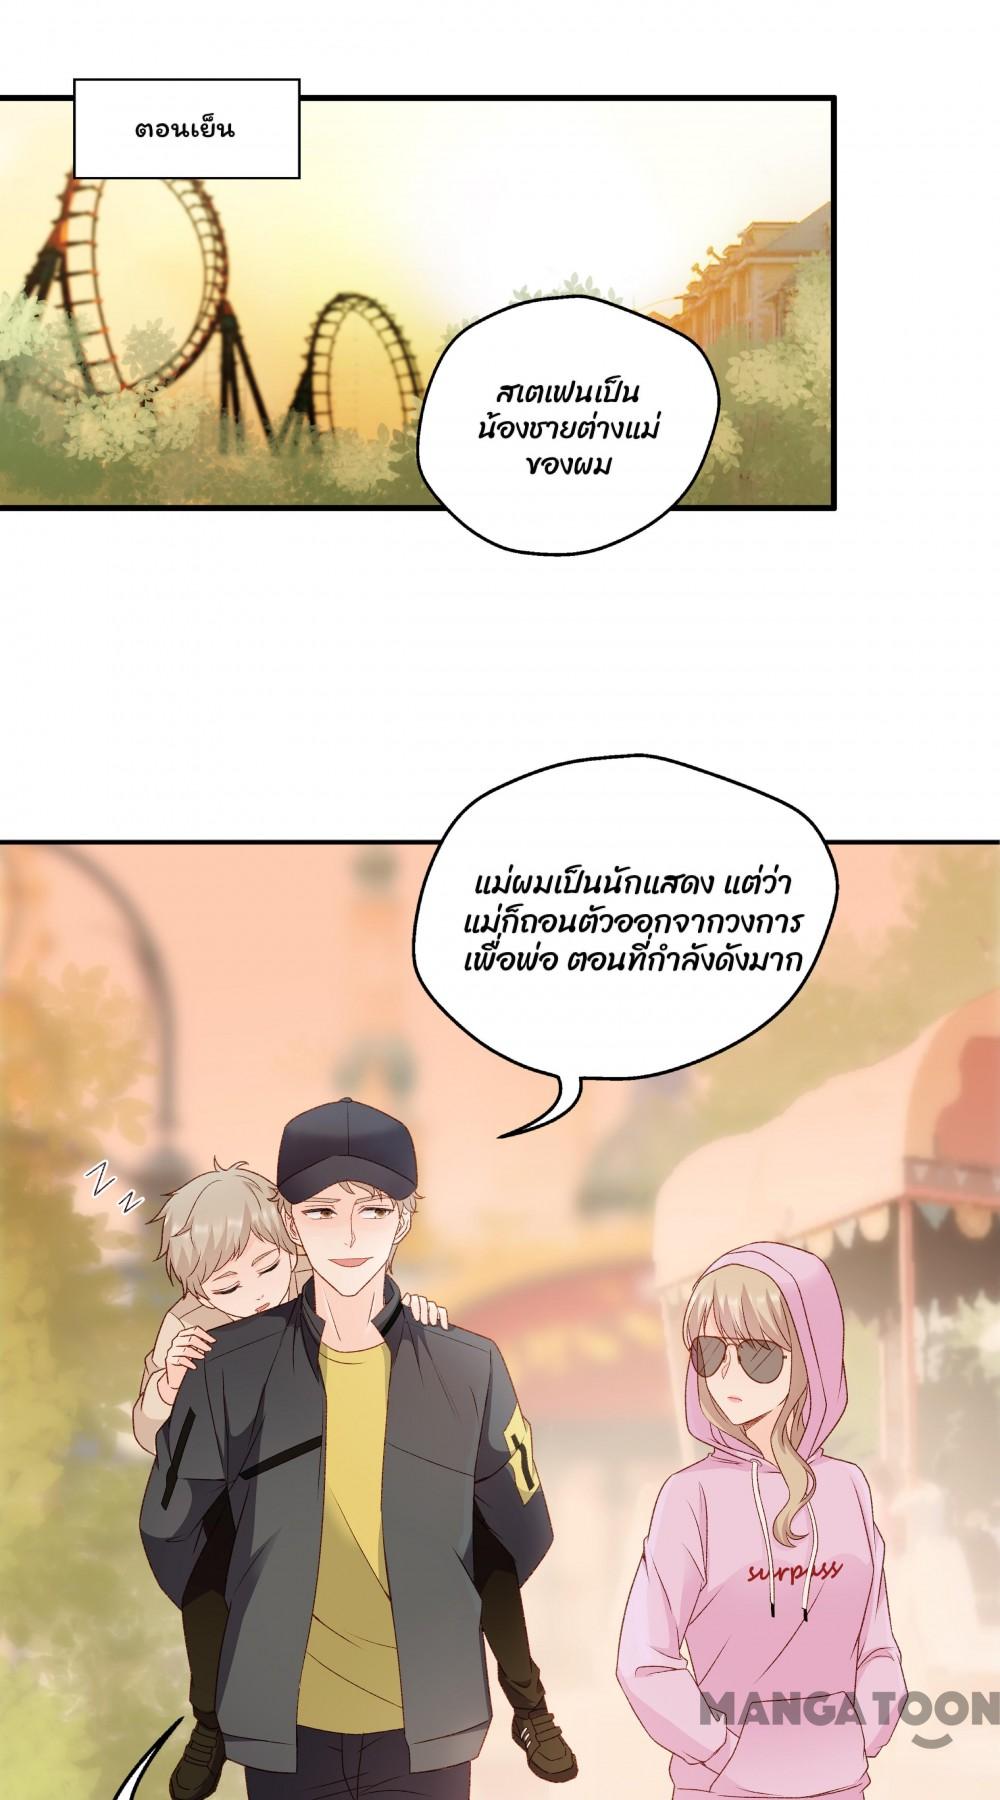 ตอนเย็น
สเตเฟนเป็น
น้องชายต่างแม่
ของผม
แม่ผมเป็นนักแสดง แต่ว่า
แม่ก็ถอนตัวออกจากวงการ
เพื่อพ่อ ตอนที่กำลังดังมาก
Z N N
surpass
MANGA TOON